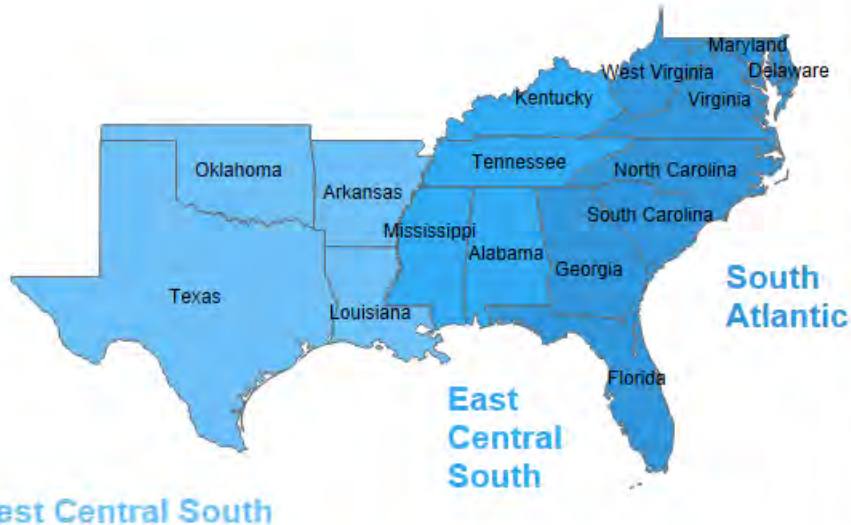 Maryland
West Virginia
Delaware
Kentucky
Virginia
Oklahoma
Tennessee
North Carolina
Arkansas
South Carolina
Mississippi
Alabama
Georgia
South
Atlantic
Texas
Louisiana
Florida
East
Central
South
est Central South